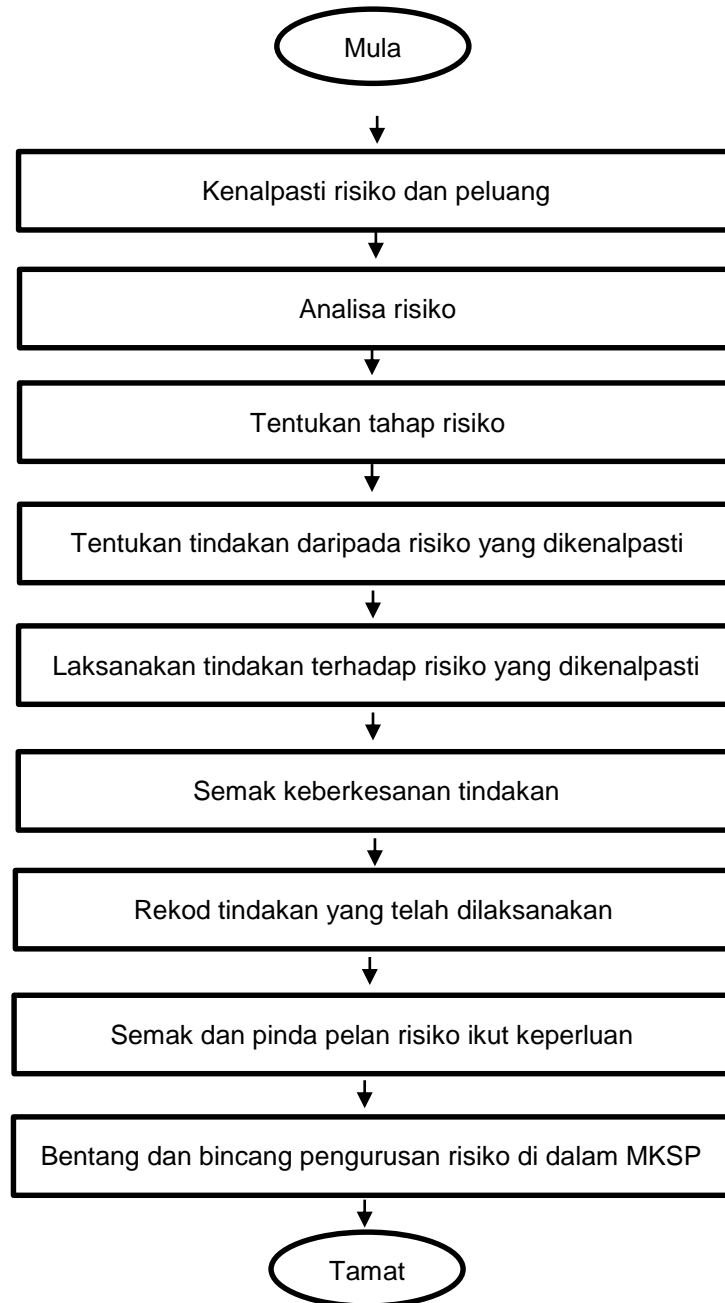 Mula
Kenalpasti risiko dan peluang
Analisa risiko
Tentukan tahap risiko
Tentukan tindakan daripada risiko yang dikenalpasti
Laksanakan tindakan terhadap risiko yang dikenalpasti
Semak keberkesanan tindakan
Rekod tindakan yang telah dilaksanakan
Semak dan pinda pelan risiko ikut keperluan
Bentang dan bincang pengurusan risiko di dalam MKSP
Tamat